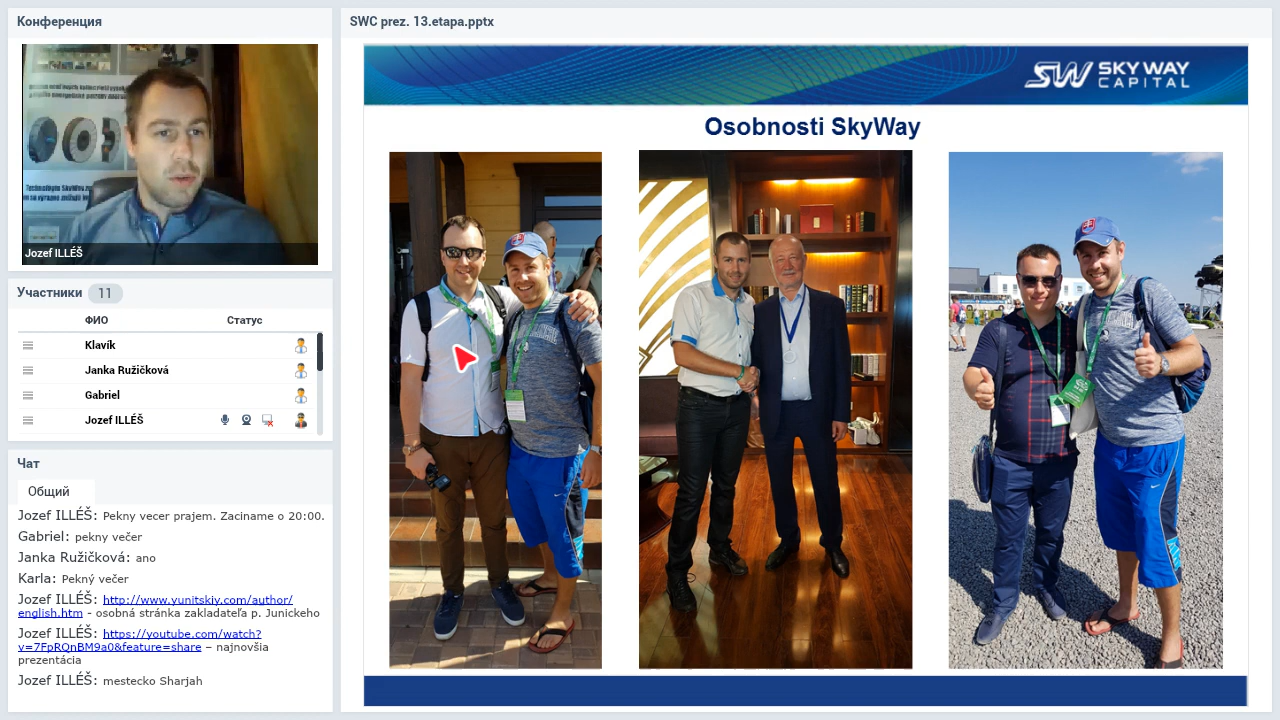 Конференция
Jozef ILLÉŠ
Участники 11
ФИО Статус
Klavík
Janka Ružičková
Gabriel
Jozef ILLÉŠ
Чат
Общий
Jozef ILLÉŠ: Pekny vecer prajem. Zaciname o 20:00.
Gabriel: pekny večer
Janka Ružičková: ano
Karla: Pekný večer
Jozef ILLÉŠ: http://www.yunitskiy.com/author/
english.htm - osobná stránka zakladateľa p. Junickeho
Jozef ILLÉŠ: https://youtube.com/watch?
v=7FpRQnBM9a0&feature=share – najnovšia
prezentácia
Jozef ILLÉŠ: mestecko Sharjah
SWC prez. 13.etapa.pptx
SW SKY WAY
CAPITAL
Osobnosti SkyWay